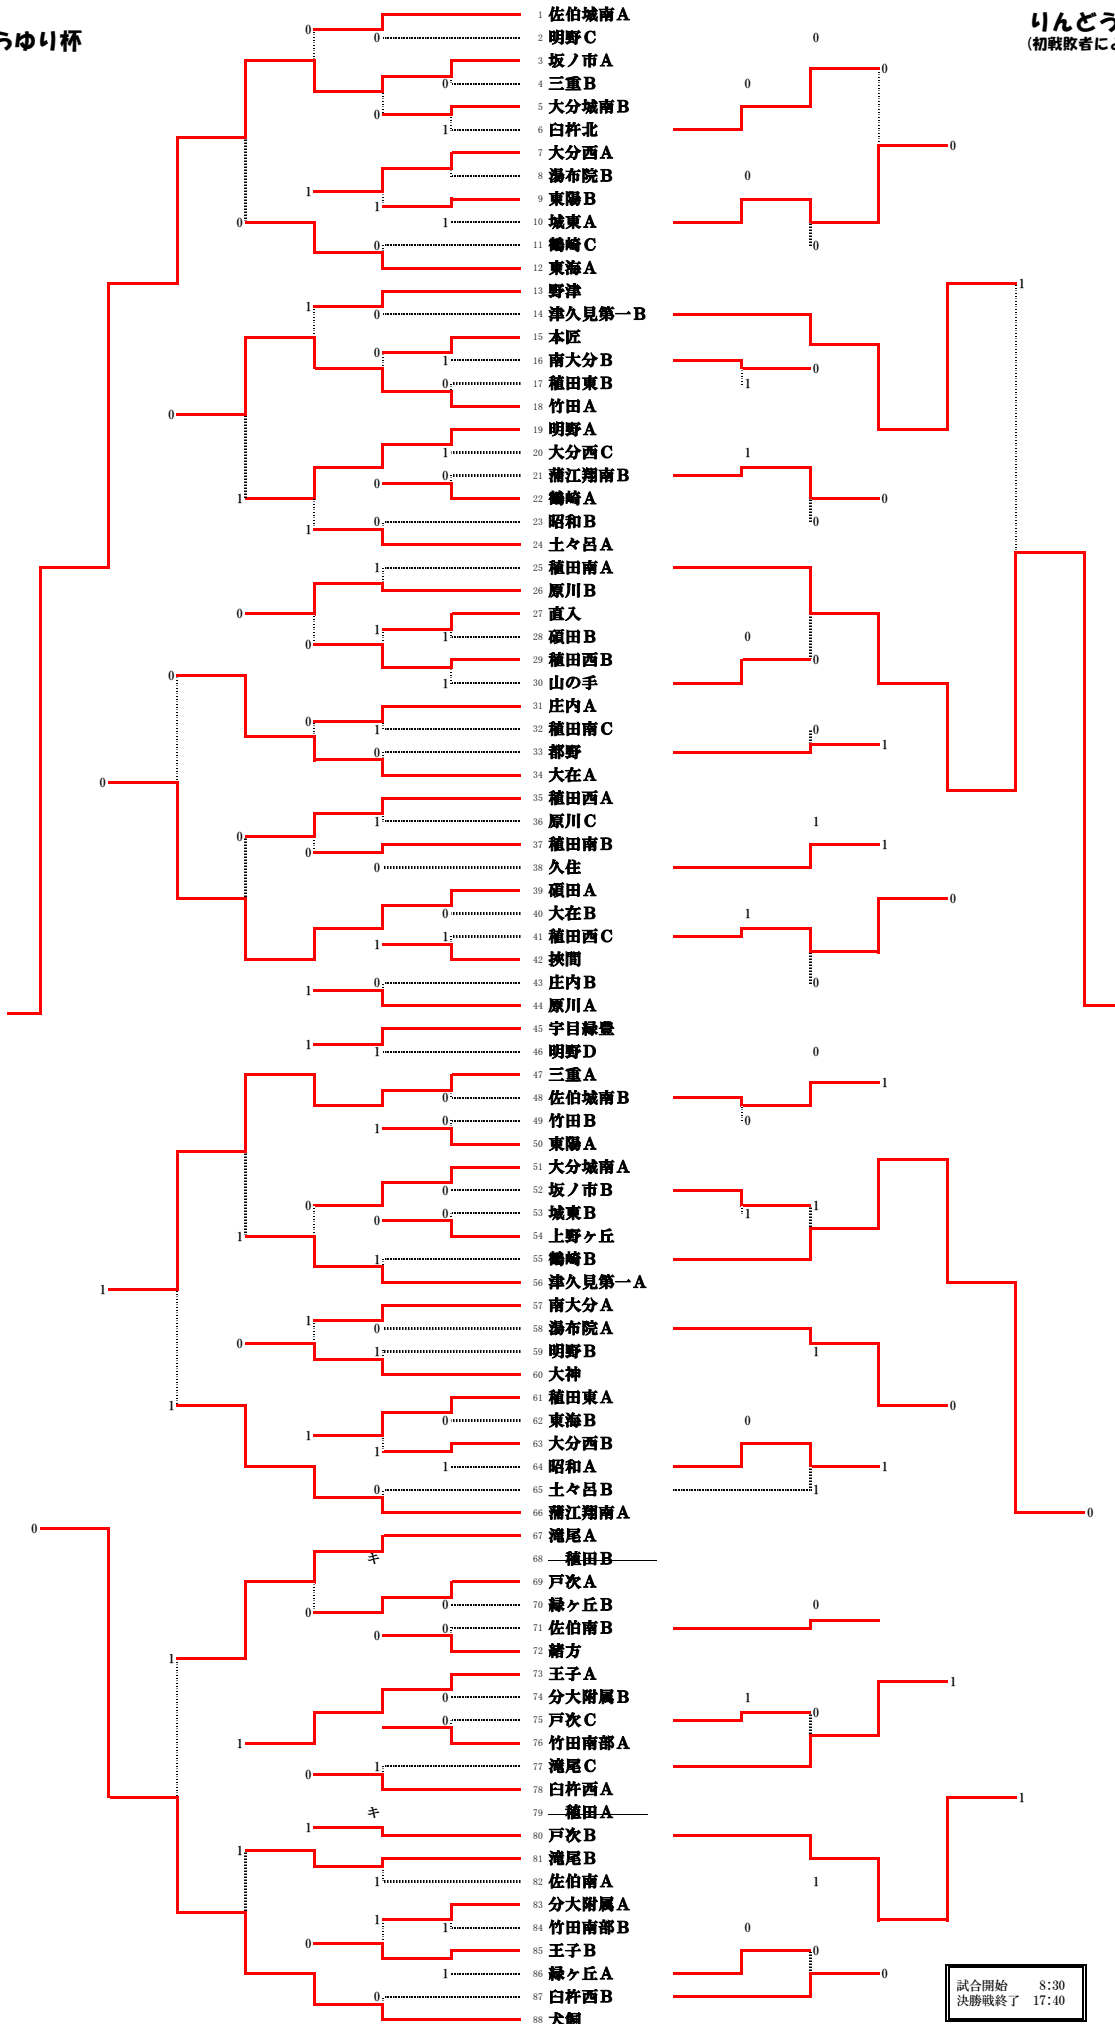 うゆり杯
りんどう
(初戦敗者によ
1 佐伯城南A
2 明野C
3 坂ノ市A
4 三重B
5 大分城南B
6 臼杵北
7 大分西A
8 湯布院B
9 東陽B
10 城東A
11 鶴崎C
12 東海A
13 野津
14 津久見第一B
15 本匠
16 南大分B
17 稙田東B
18 竹田A
19 明野A
20 大分西C
21 蒲江翔南B
22 鶴崎A
23 昭和B
24 土々呂A
25 稙田南A
26 原川B
27 直入
28 碩田B
29 稙田西B
30 山の手
31 庄内A
32 稙田南C
33 都野
34 大在A
35 稙田西A
36 原川C
37 稙田南B
38 久住
39 碩田A
40 大在B
41 稙田西C
42 挾間
43 庄内B
44 原川A
45 宇目緑豊
46 明野D
47 三重A
48 佐伯城南B
49 竹田B
50 東陽A
51 大分城南A
52 坂ノ市B
53 城東B
54 上野ヶ丘
55 鶴崎B
56 津久見第一A
57 南大分A
58 湯布院A
59 明野B
60 大神
61 稙田東A
62 東海B
63 大分西B
64 昭和A
65 土々呂B
66 蒲江翔南A
67 滝尾A
キ 68 稙田B
69 戸次A
70 緑ヶ丘B
71 佐伯南B
72 緒方
73 王子A
74 分大附属B
75 戸次C
76 竹田南部A
77 滝尾C
78 臼杵西A
キ 79 稙田A
80 戸次B
81 滝尾B
82 佐伯南A
83 分大附属A
84 竹田南部B
85 王子B
86 緑ヶ丘A
87 臼杵西B
88 犬飼
試合開始 8:30
決勝戦終了 17:40